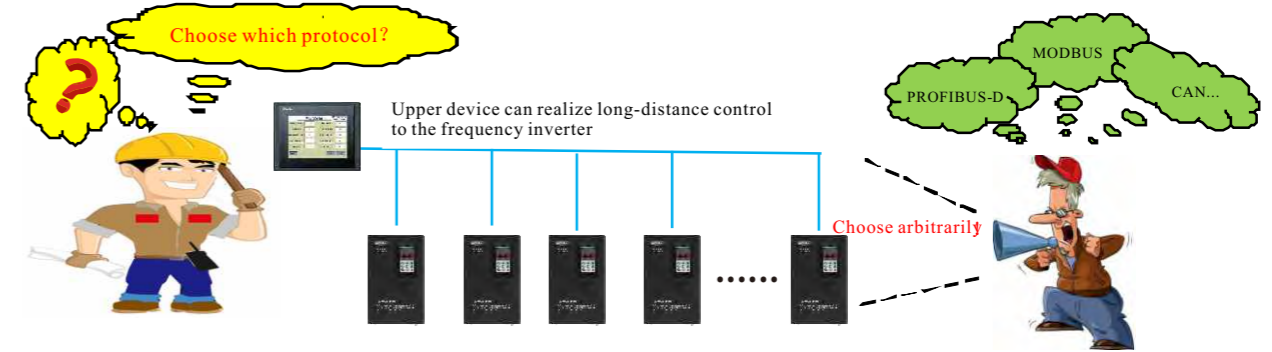 Choose which protocol?
?
Upper device can realize long-distance control
to the frequency inverter
MODBUS
PROFIBUS-D
CAN...
Choose arbitrarily
......